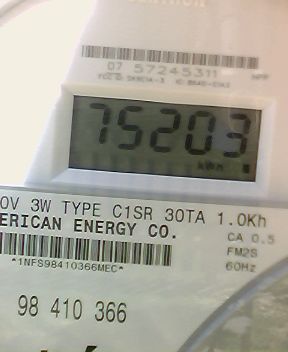 07 57245311
75203
kWh
0V 3W TYPE C1SR 30TA 1.0Kh
ERICAN ENERGY CO.
CA 0.5
FM2S
*1NFS98410366MEC*
60Hz
98 410 366